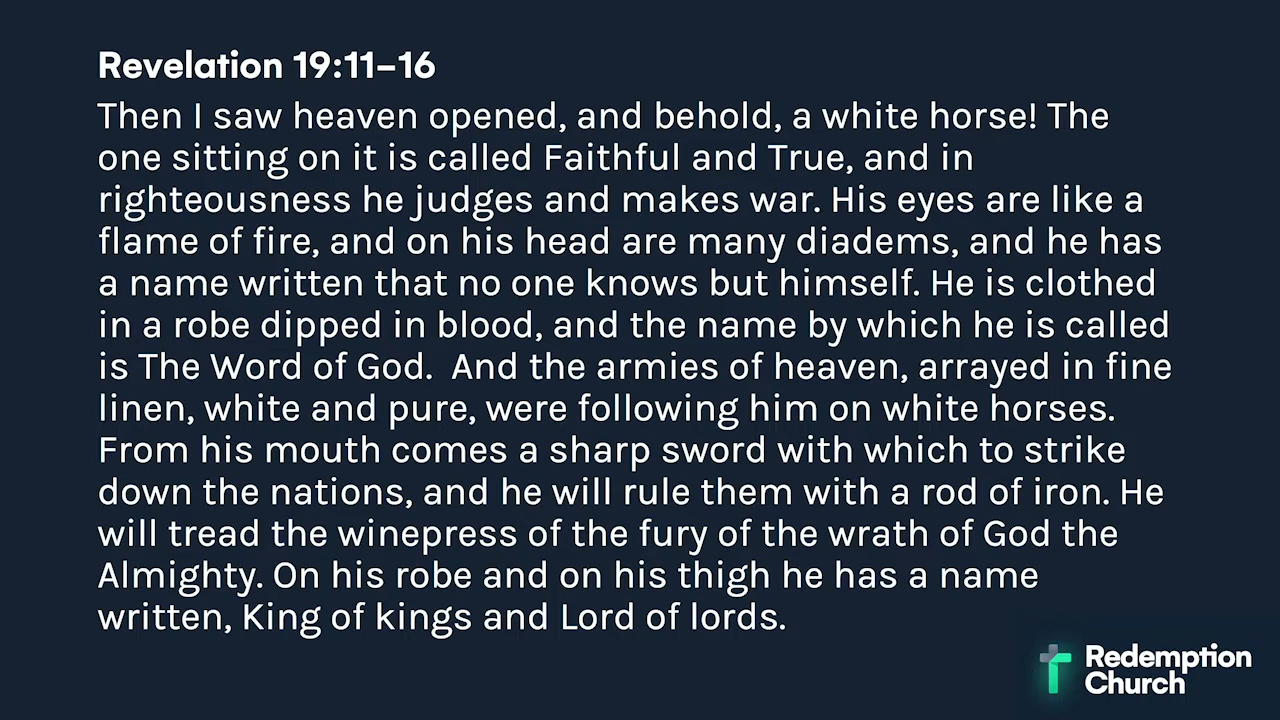 Revelation 19:11–16
Then I saw heaven opened, and behold, a white horse! The
one sitting on it is called Faithful and True, and in
righteousness he judges and makes war. His eyes are like a
flame of fire, and on his head are many diadems, and he has
a name written that no one knows but himself. He is clothed
in a robe dipped in blood, and the name by which he is called
is The Word of God.  And the armies of heaven, arrayed in fine
linen, white and pure, were following him on white horses.
From his mouth comes a sharp sword with which to strike
down the nations, and he will rule them with a rod of iron. He
will tread the winepress of the fury of the wrath of God the
Almighty. On his robe and on his thigh he has a name
written, King of kings and Lord of lords.
Redemption
Church